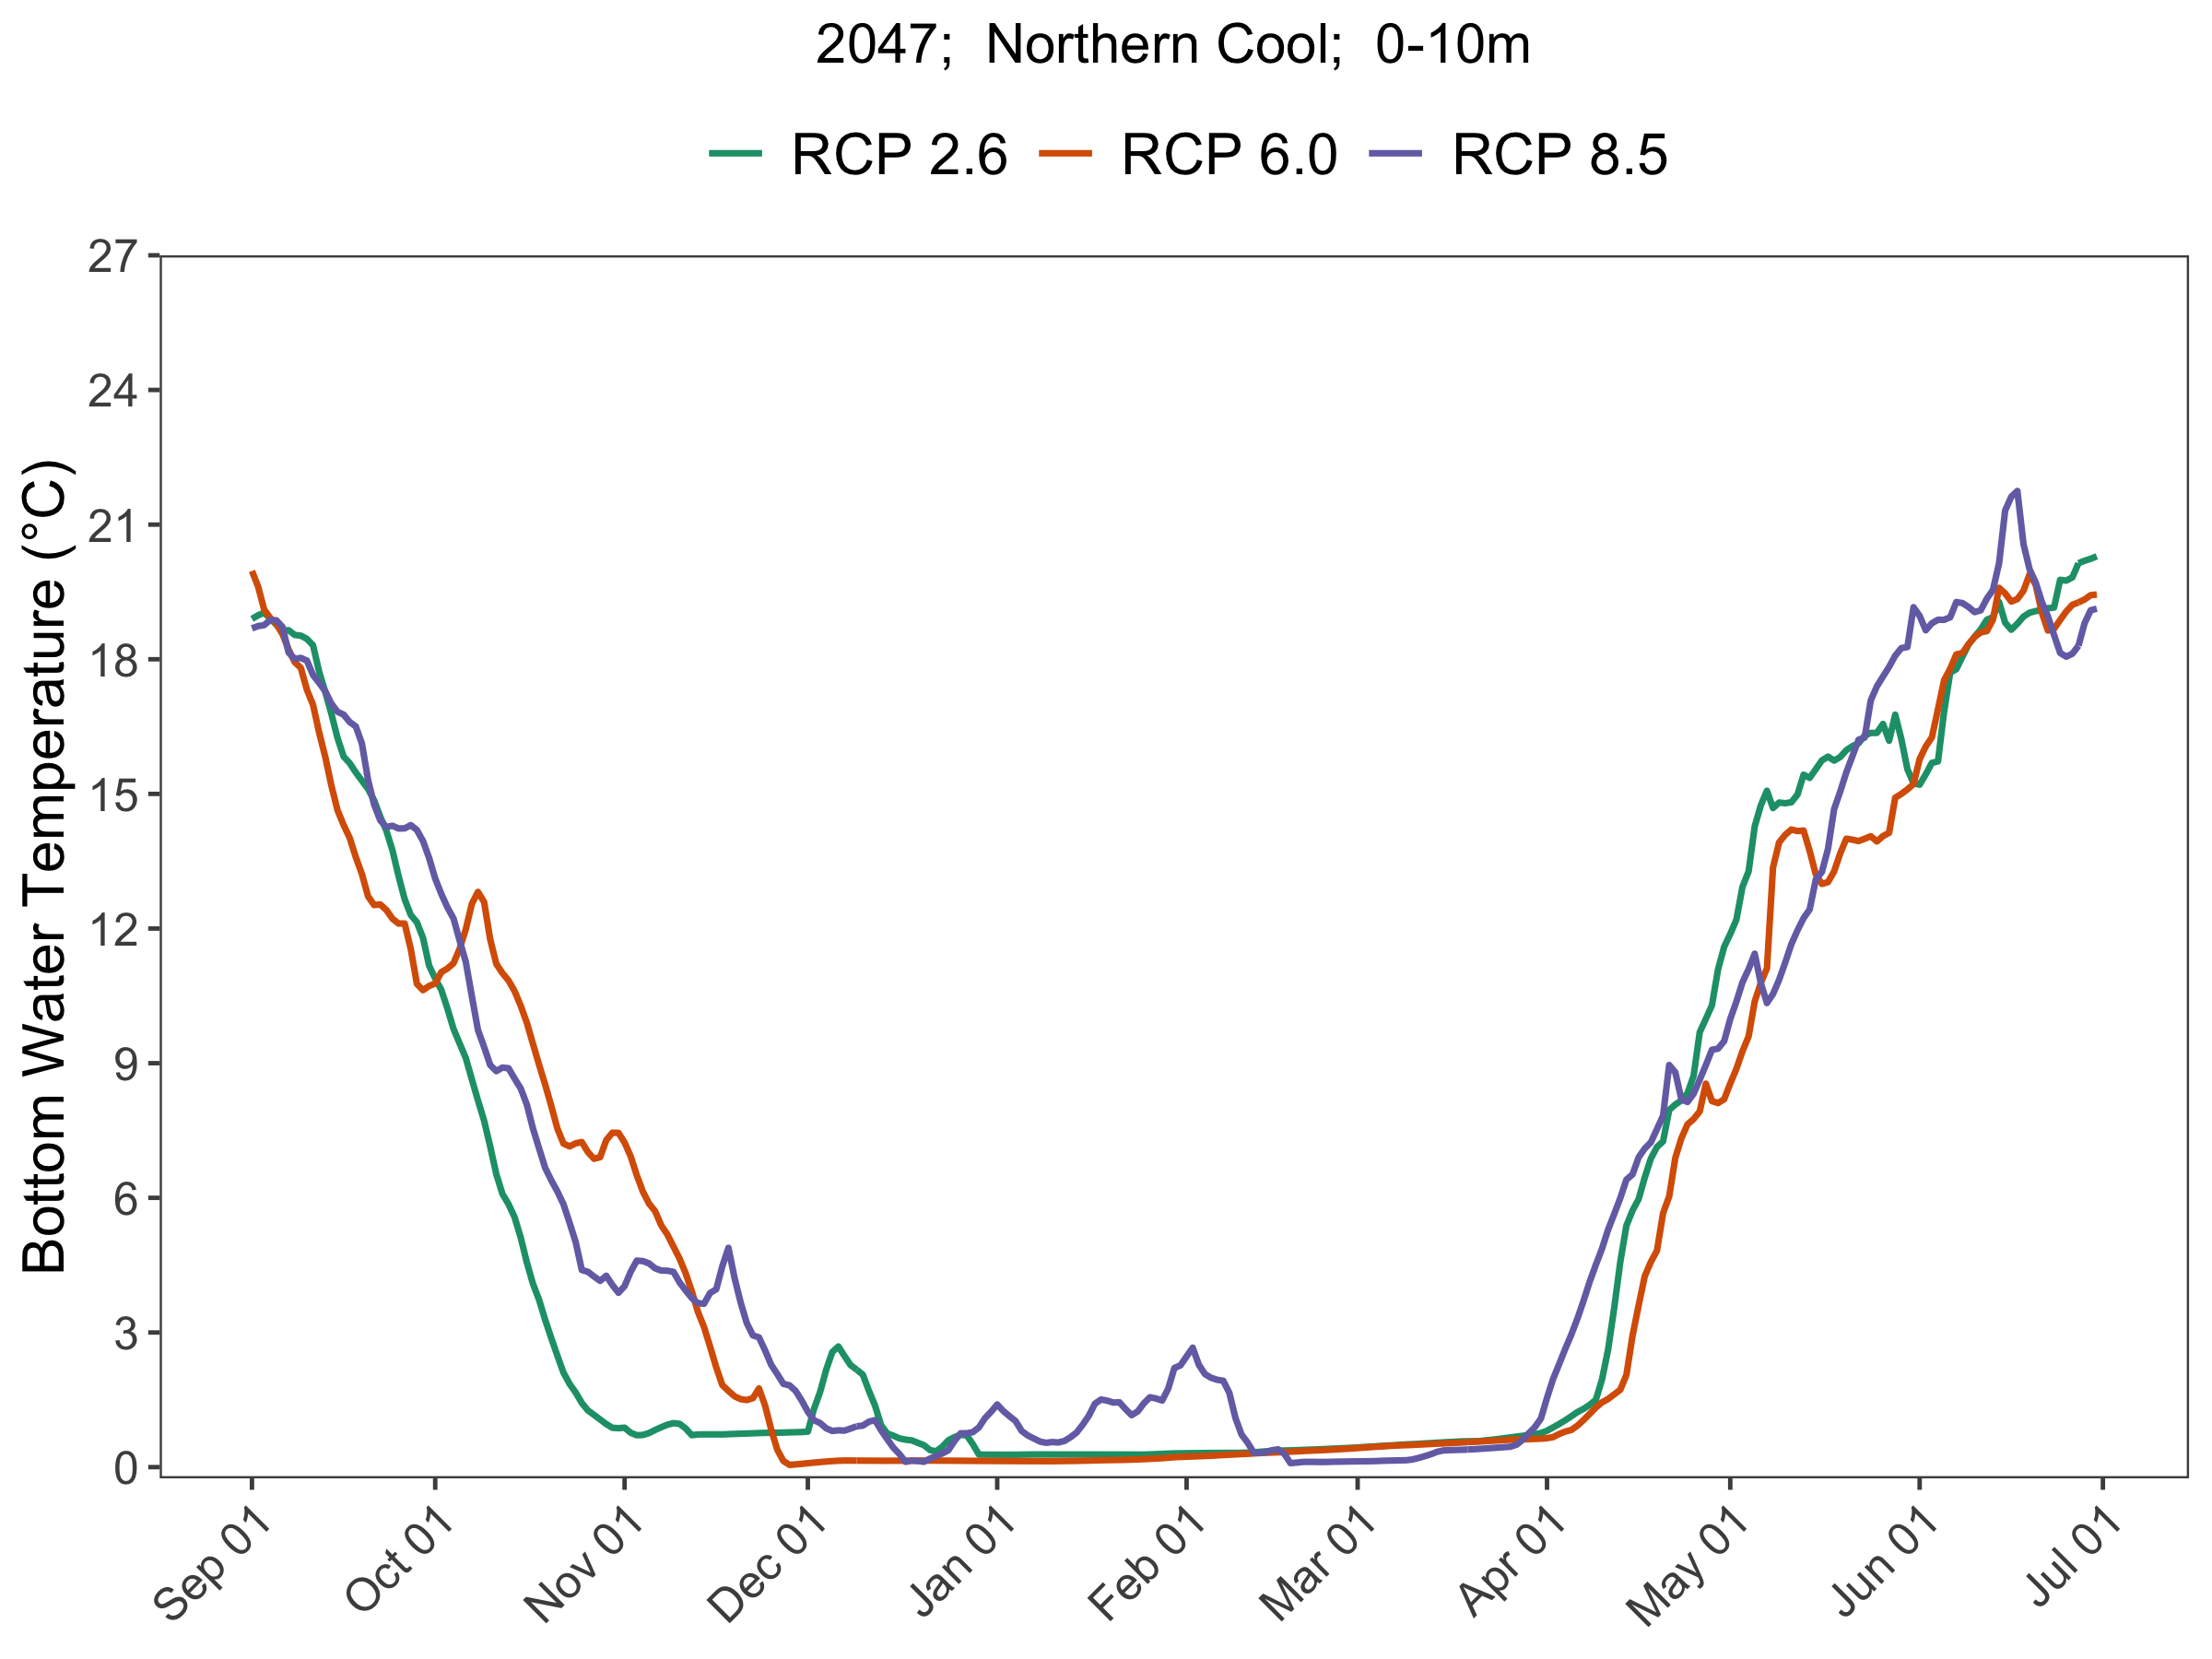 2047; Northern Cool; 0-10m
RCP 2.6 RCP 6.0 RCP 8.5
Bottom Water Temperature (°C)
27
24
21
18
15
12
9
6
3
0
Sep 01 Oct 01 Nov 01 Dec 01 Jan 01 Feb 01 Mar 01 Apr 01 May 01 Jun 01 Jul 01